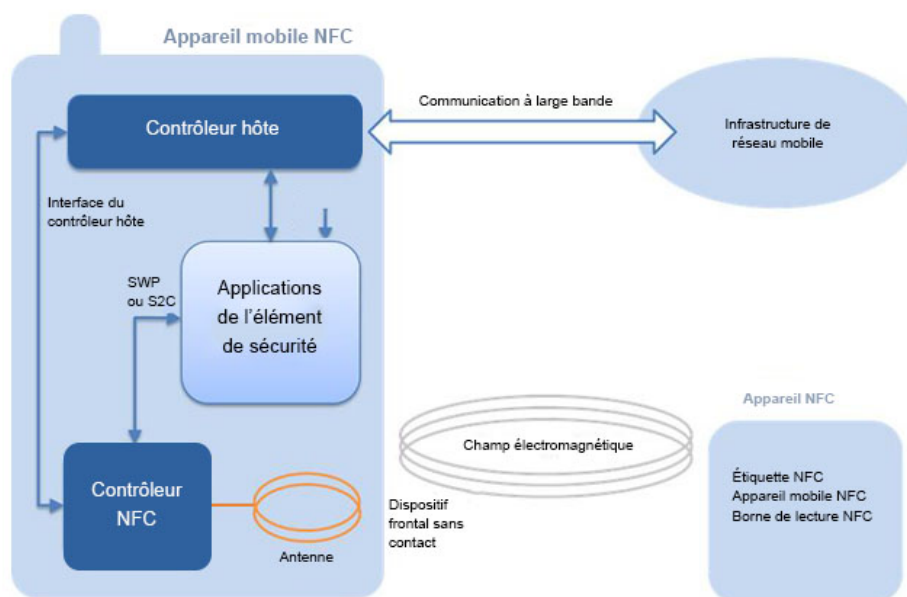 Appareil mobile NFC
Contrôleur hôte
Communication à large bande
Infrastructure de
réseau mobile
Interface du
contrôleur hôte
SWP
ou S2C
Applications
de l'élément
de sécurité
Appareil NFC
Champ électromagnétique
Étiquette NFC
Appareil mobile NFC
Borne de lecture NFC
Contrôleur
NFC
Antenne
Dispositif
frontal sans
contact